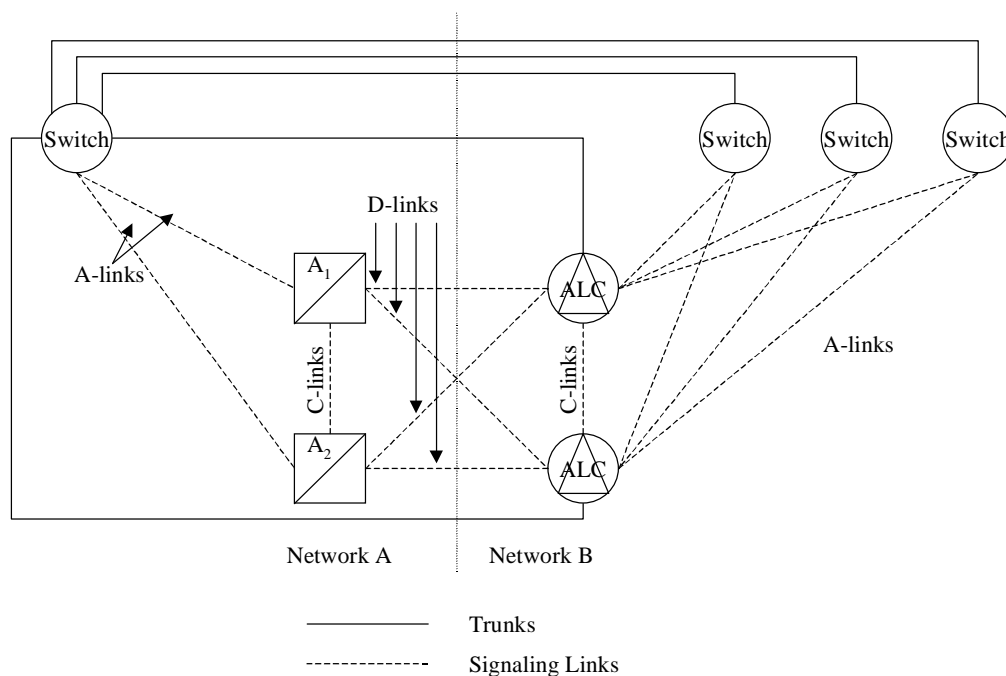 Switch
Switch
Switch
Switch
D-links
A-links
A1
ALC
A-links
C-links
C-links
A2
ALC
Network A
Network B
Trunks
Signaling Links